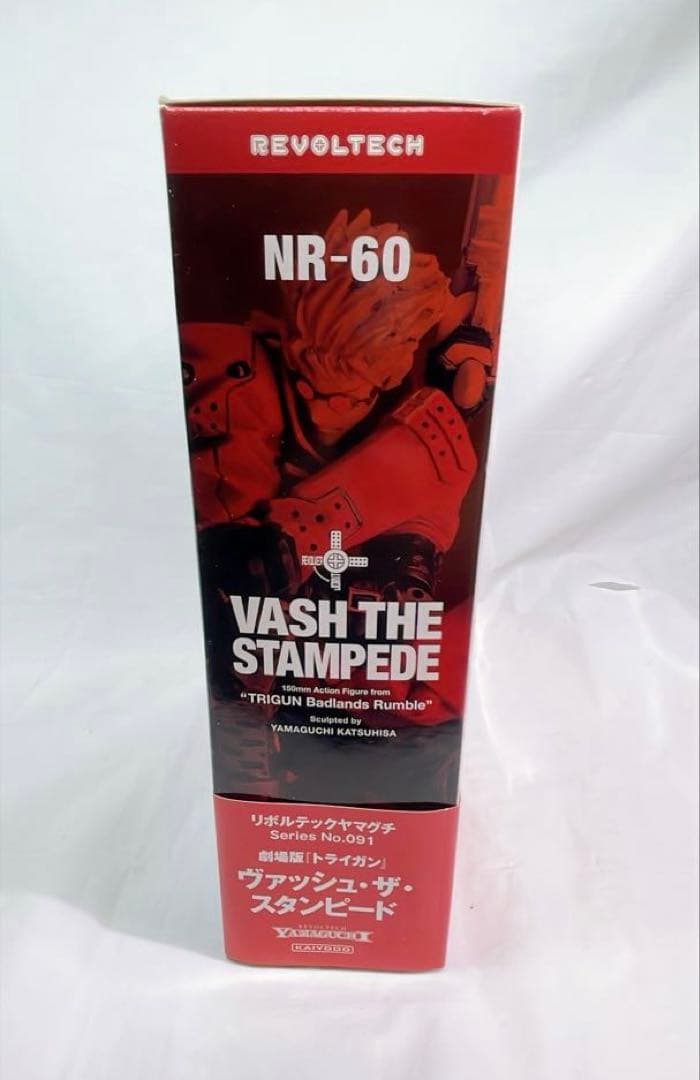 REVOLTECH
NR-60
REVOLVER
VASH THE
STAMPEDE
150mm Action Figure from
“TRIGUN Badlands Rumble”
Sculpted by
YAMAGUCHI KATSUHISA
リボルテックヤマグチ
Series No.091
劇場版『トライガン』
ヴァッシュ・ザ・
スタンピード
REVOLTECH
YAMAGUCHI
KAIYODO